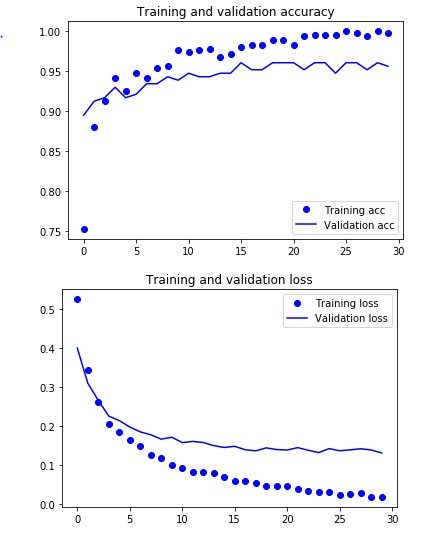 Training and validation accuracy
1.00
0.95
0.90
0.85
0.80
0.75
Training acc
Validation acc
0 5 10 15 20 25 30
Training and validation loss
0.5
0.4
0.3
0.2
0.1
0.0
Training loss
Validation loss
0 5 10 15 20 25 30